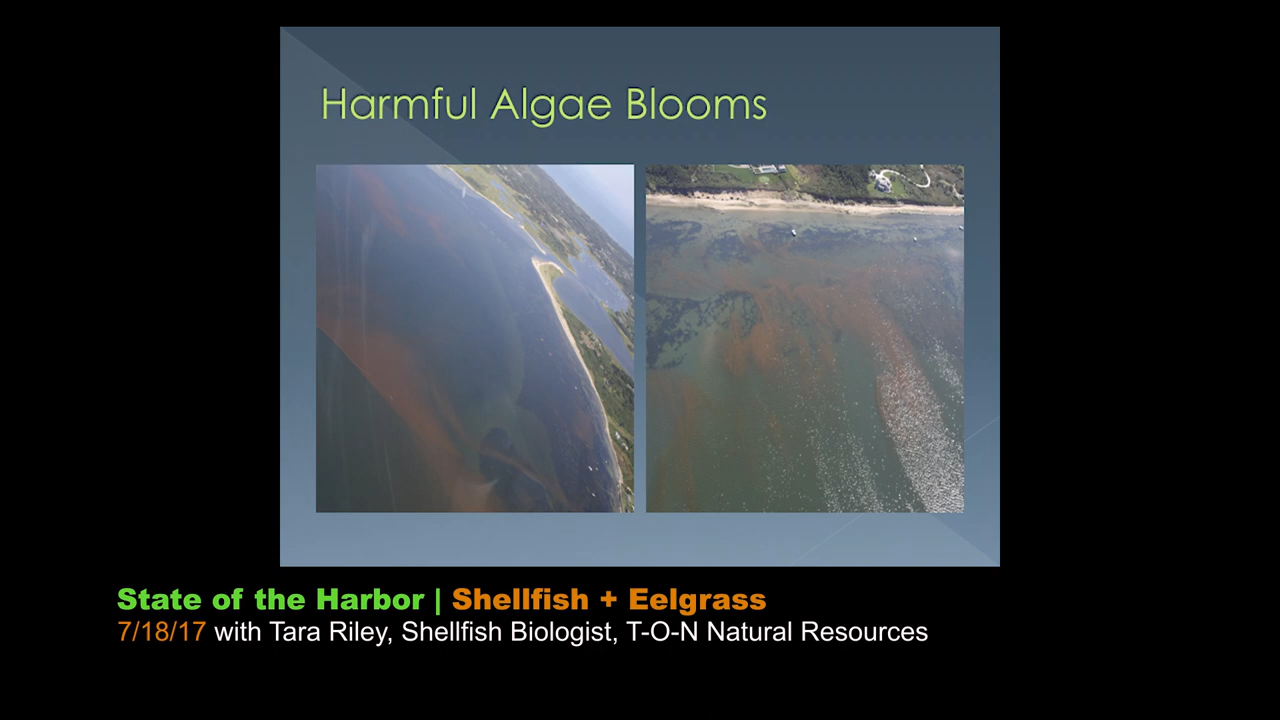 Harmful Algae Blooms
State of the Harbor | Shellfish + Eelgrass
7/18/17 with Tara Riley, Shellfish Biologist, T-O-N Natural Resources